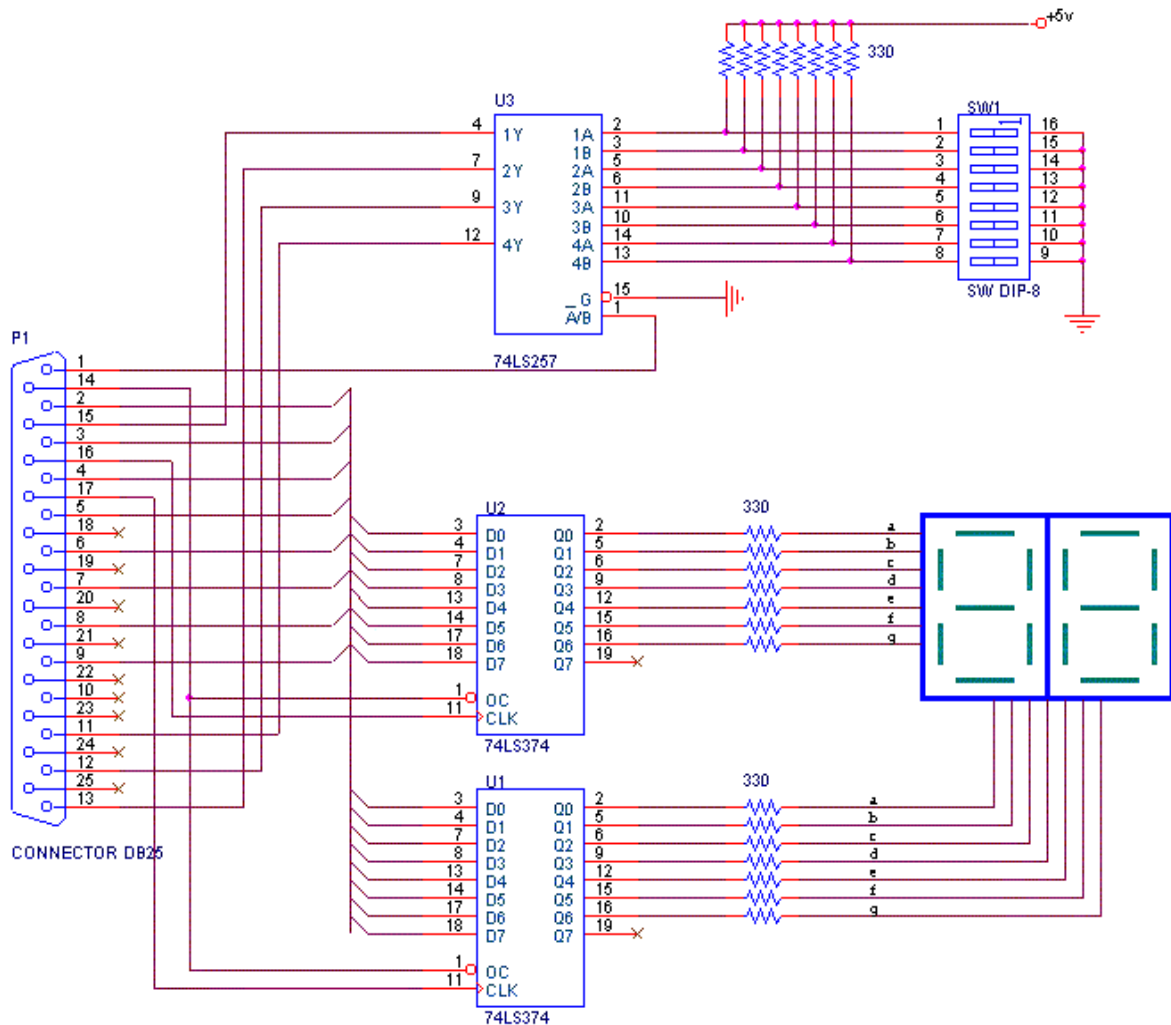 +5v
330
U3
SW1
4 1Y 1A 2 1 16
1B 3 2 15
7 2Y 2A 5 3 14
2B 6 4 13
9 3Y 3A 11 5 12
3B 10 6 11
12 4Y 4A 14 7 10
4B 13 8 9
G 15
SW DIP-8
A/B 1
P1
74LS257
1
14
2
15
3
16
4
17
5
18
6
19
7
20
8
21
9
22
10
23
11
24
12
25
13
CONNECTOR DB25
U2
330
3 D0 Q0 2 a
4 D1 Q1 5 b
7 D2 Q2 6 c
8 D3 Q3 9 d
13 D4 Q4 12 e
14 D5 Q5 15 f
17 D6 Q6 16 g
18 D7 Q7 19
1 OC
11 CLK
74LS374
U1
330
3 D0 Q0 2 a
4 D1 Q1 5 b
7 D2 Q2 6 c
8 D3 Q3 9 d
13 D4 Q4 12 e
14 D5 Q5 15 f
17 D6 Q6 16 g
18 D7 Q7 19
1 OC
11 CLK
74LS374